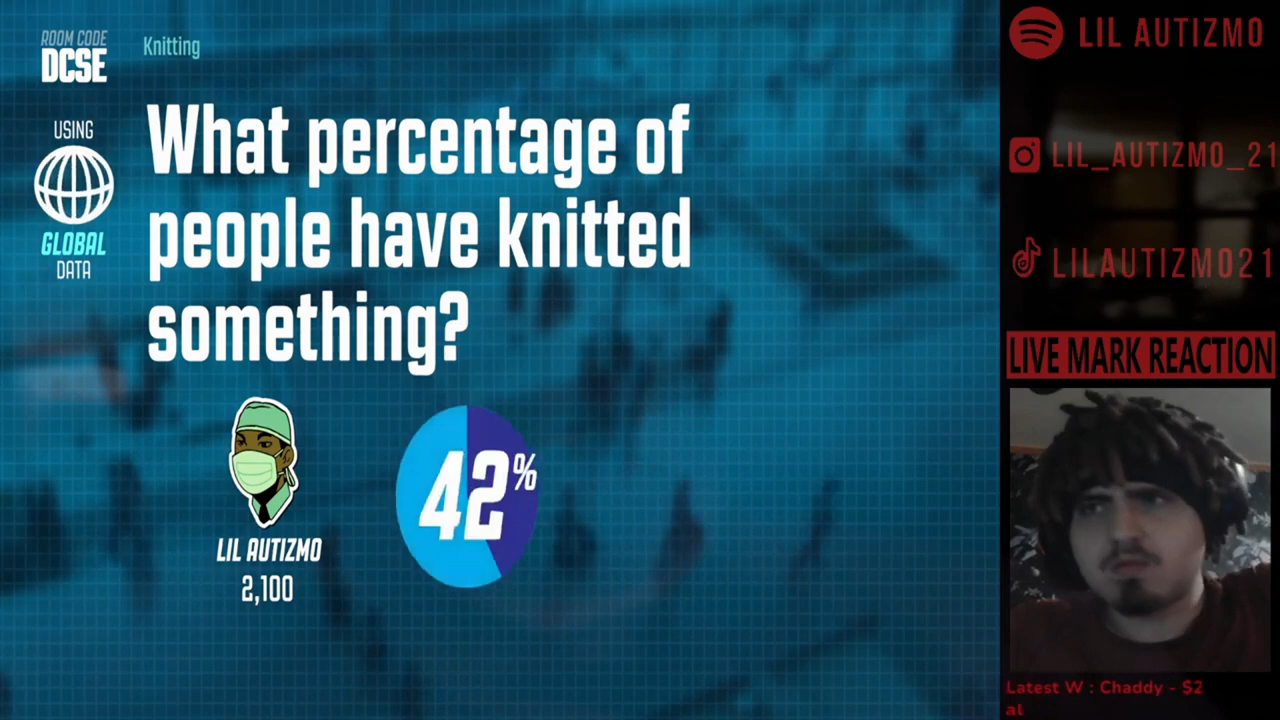 ROOM CODE
DCSE
Knitting
USING
GLOBAL
DATA
What percentage of
people have knitted
something?
42%
LIL AUTIZMO
2,100
LIL AUTIZMO
LIL_AUTIZMO_21
LILAUTIZMO21
LIVE MARK REACTION
Latest W : Chaddy - $2
al